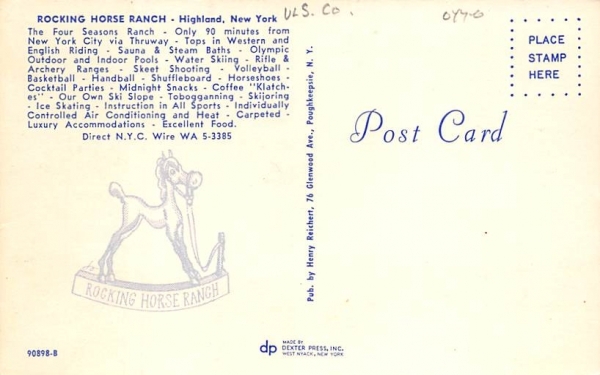 ROCKING HORSE RANCH - Highland, New York
The Four Seasons Ranch - Only 90 minutes from
New York City via Thruway - Tops in Western and
English Riding - Sauna & Steam Baths - Olympic
Outdoor and Indoor Pools - Water Skiing - Rifle &
Archery Ranges - Skeet Shooting - Volleyball -
Basketball - Handball - Shuffleboard - Horseshoes -
Cocktail Parties - Midnight Snacks - Coffee "Klatch-
es" - Our Own Ski Slope - Tobogganning - Skijoring
- Ice Skating - Instruction in All Sports - Individually
Controlled Air Conditioning and Heat - Carpeted -
Luxury Accommodations - Excellent Food.
Direct N.Y.C. Wire WA 5-3385
ROCKING HORSE RANCH
90898-B
Pub. by Henry Reichert, 76 Glenwood Ave., Poughkeepsie, N. Y.
dp
MADE BY
DEXTER PRESS, INC.
WEST NYACK, NEW YORK
ULS. Co.
Post Card
PLACE
STAMP
HERE